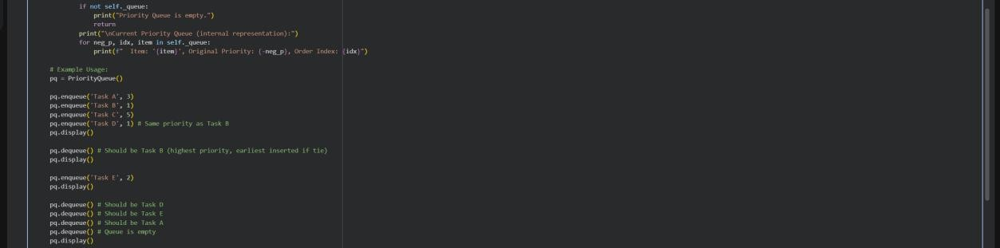 if not self._queue:
print("Priority Queue is empty.")
return
print("\nCurrent Priority Queue (internal representation):")
for neg_p, idx, item in self._queue:
print(f"  Item: '{item}', Original Priority: {-neg_p}, Order Index: {idx}")
# Example Usage:
pq = PriorityQueue()
pq.enqueue('Task A', 3)
pq.enqueue('Task B', 1)
pq.enqueue('Task C', 5)
pq.enqueue('Task D', 1) # Same priority as Task B
pq.display()
pq.dequeue() # Should be Task B (highest priority, earliest inserted if tie)
pq.display()
pq.enqueue('Task E', 2)
pq.display()
pq.dequeue() # Should be Task D
pq.dequeue() # Should be Task E
pq.dequeue() # Should be Task A
pq.dequeue() # Queue is empty
pq.display()